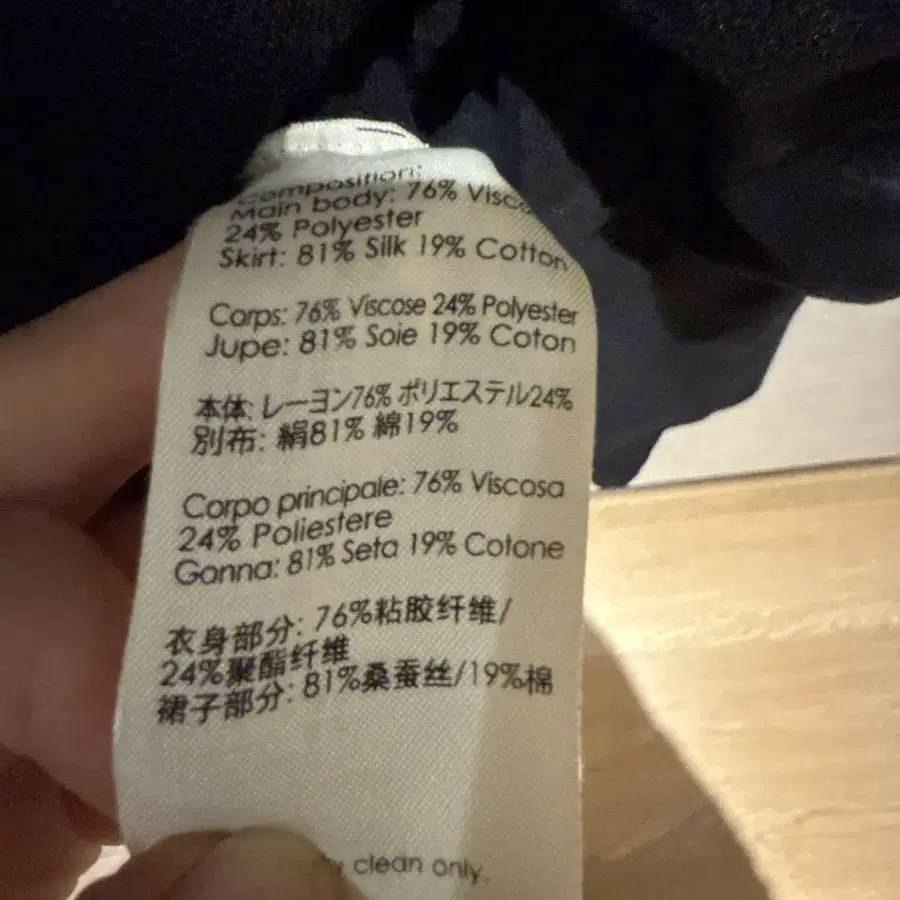 Composition:
Main body: 76% Visco
24% Polyester
Skirt: 81% Silk 19% Cotton
Corps: 76% Viscose 24% Polyester
Jupe: 81% Soie 19% Coton
本体: レーヨン76% ポリエステル24%
別布: 絹81% 綿19%
Corpo principale: 76% Viscosa
24% Poliestere
Gonna: 81% Seta 19% Cotone
衣身部分: 76%粘胶纤维/
24%聚酯纤维
裙子部分: 81%桑蚕丝/19%棉
clean only.